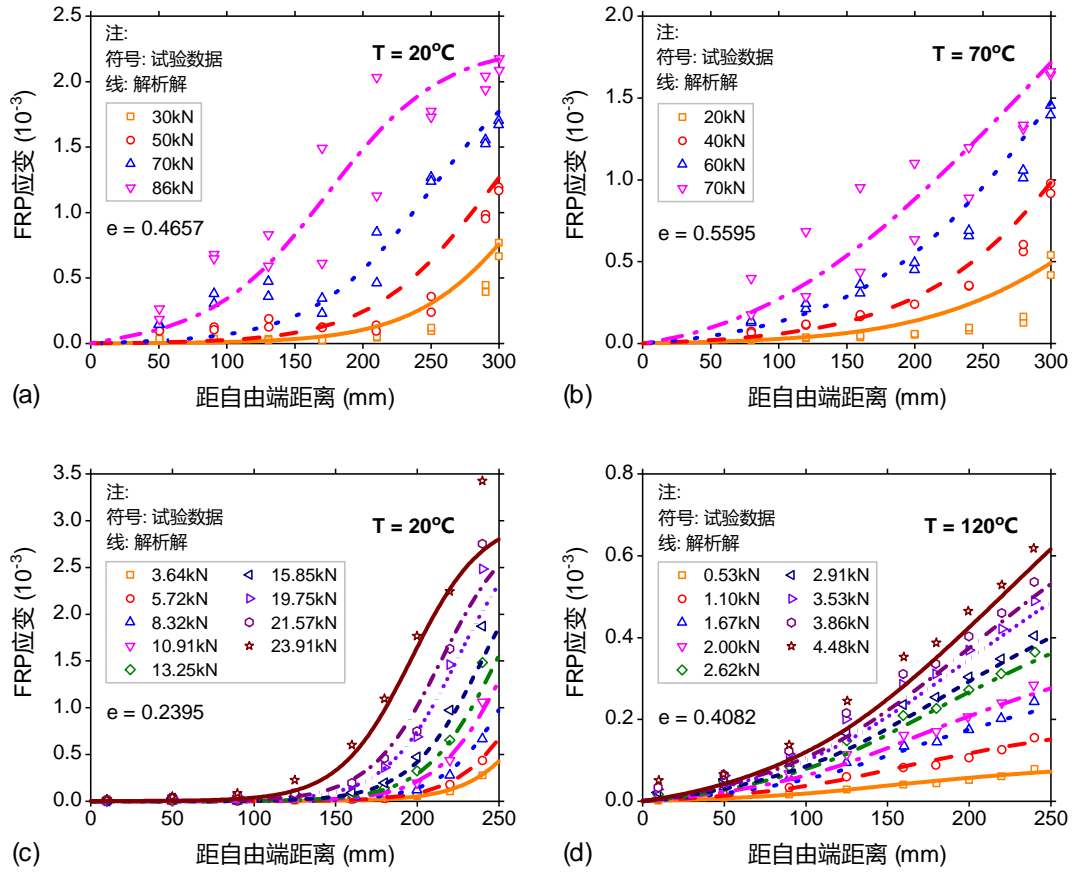 2.5
2.0
1.5
1.0
0.5
0.0
FRP应变 (10-3)
注:
符号: 试验数据
线: 解析解
T = 20oC
30kN
50kN
70kN
86kN
e = 0.4657
0 50 100 150 200 250 300
(a)
距自由端距离 (mm)
2.0
1.5
1.0
0.5
0.0
FRP应变 (10-3)
注:
符号: 试验数据
线: 解析解
T = 70oC
20kN
40kN
60kN
70kN
e = 0.5595
0 50 100 150 200 250 300
(b)
距自由端距离 (mm)
3.5
3.0
2.5
2.0
1.5
1.0
0.5
0.0
FRP应变 (10-3)
注:
符号: 试验数据
线: 解析解
T = 20oC
3.64kN 15.85kN
5.72kN 19.75kN
8.32kN 21.57kN
10.91kN 23.91kN
13.25kN
e = 0.2395
0 50 100 150 200 250
(c)
距自由端距离 (mm)
0.8
0.6
0.4
0.2
0.0
FRP应变 (10-3)
注:
符号: 试验数据
线: 解析解
T = 120oC
0.53kN 2.91kN
1.10kN 3.53kN
1.67kN 3.86kN
2.00kN 4.48kN
2.62kN
e = 0.4082
0 50 100 150 200 250
(d)
距自由端距离 (mm)